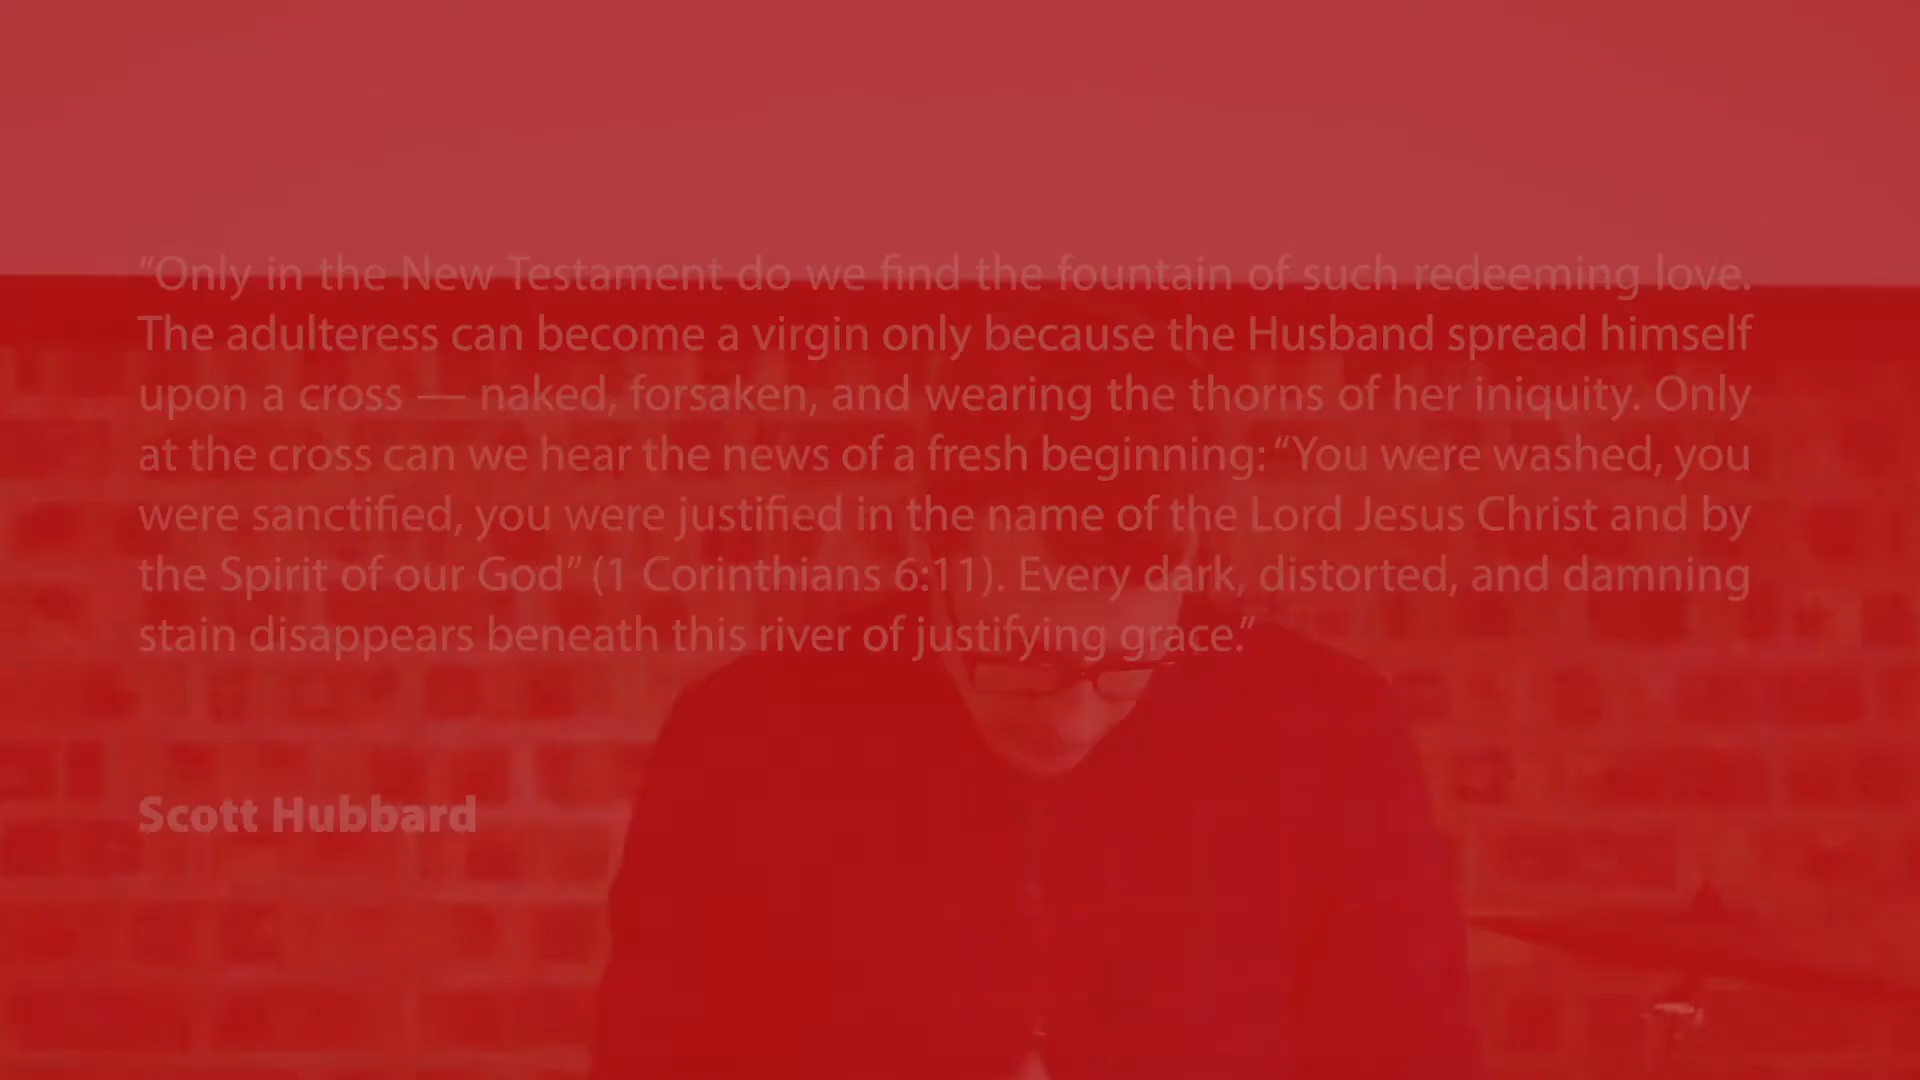 “Only in the New Testament do we find the fountain of such redeeming love.
The adulteress can become a virgin only because the Husband spread himself
upon a cross — naked, forsaken, and wearing the thorns of her iniquity. Only
at the cross can we hear the news of a fresh beginning: “You were washed, you
were sanctified, you were justified in the name of the Lord Jesus Christ and by
the Spirit of our God” (1 Corinthians 6:11). Every dark, distorted, and damning
stain disappears beneath this river of justifying grace.”
Scott Hubbard